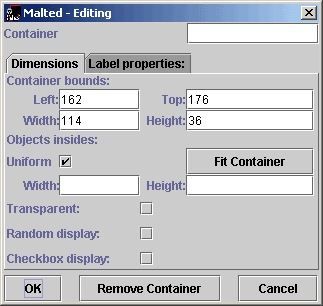 Malted - Editing
Container
Dimensions Label properties:
Container bounds:
Left: 162 Top: 176
Width: 114 Height: 36
Objects insides:
Uniform Fit Container
Width: Height:
Transparent:
Random display:
Checkbox display:
OK Remove Container Cancel